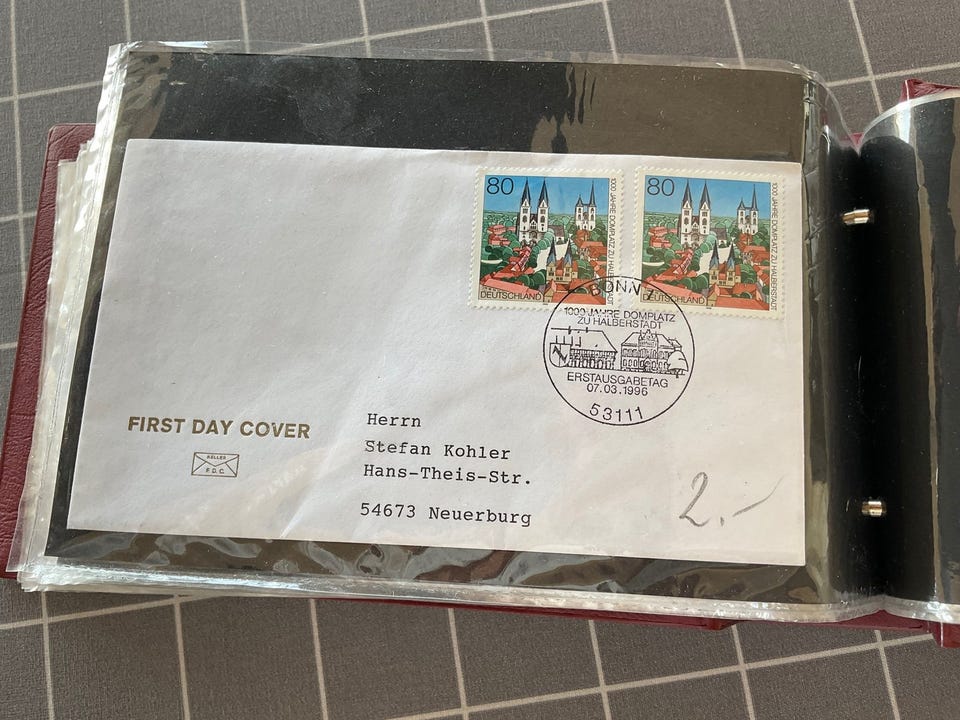 80
1000 JAHRE DOMPLATZ ZU HALBERSTADT
DEUTSCHLAND
80
1000 JAHRE DOMPLATZ ZU HALBERSTADT
DEUTSCHLAND
BONN
1000 JAHRE DOMPLATZ
ZU HALBERSTADT
ERSTAUSGABETAG
07.03.1996
53111
FIRST DAY COVER
KELLER
F.D.C.
Herrn
Stefan Kohler
Hans-Theis-Str.
54673 Neuerburg
2.-